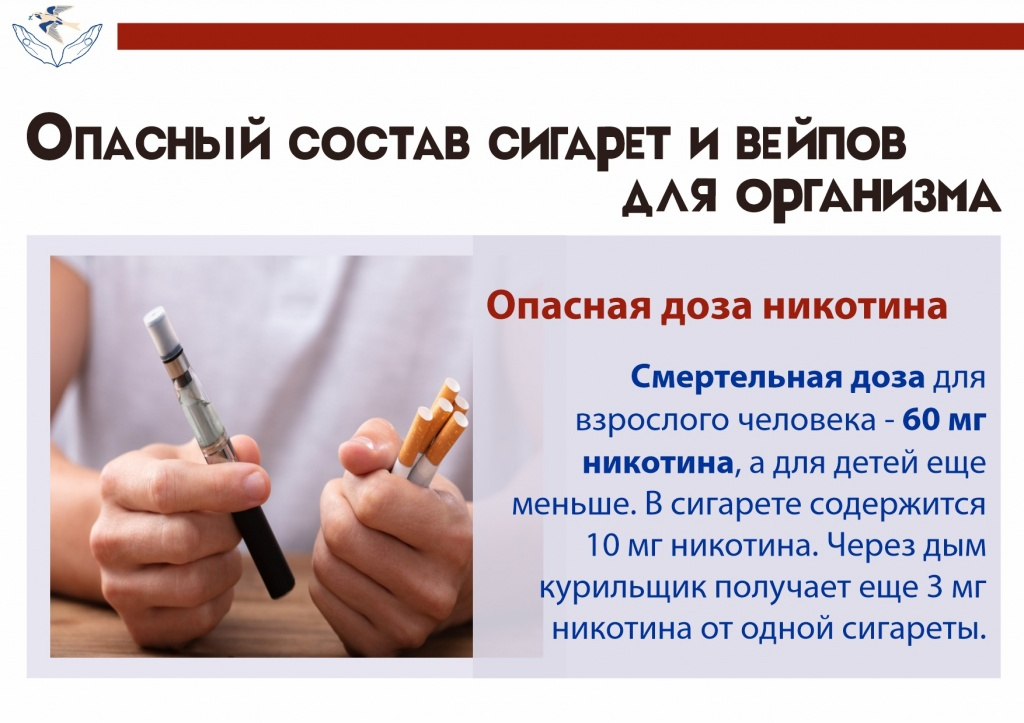 Опасный состав сигарет и вейпов
для организма
Опасная доза никотина
Смертельная доза для
взрослого человека - 60 мг
никотина, а для детей еще
меньше. В сигарете содержится
10 мг никотина. Через дым
курильщик получает еще 3 мг
никотина от одной сигареты.